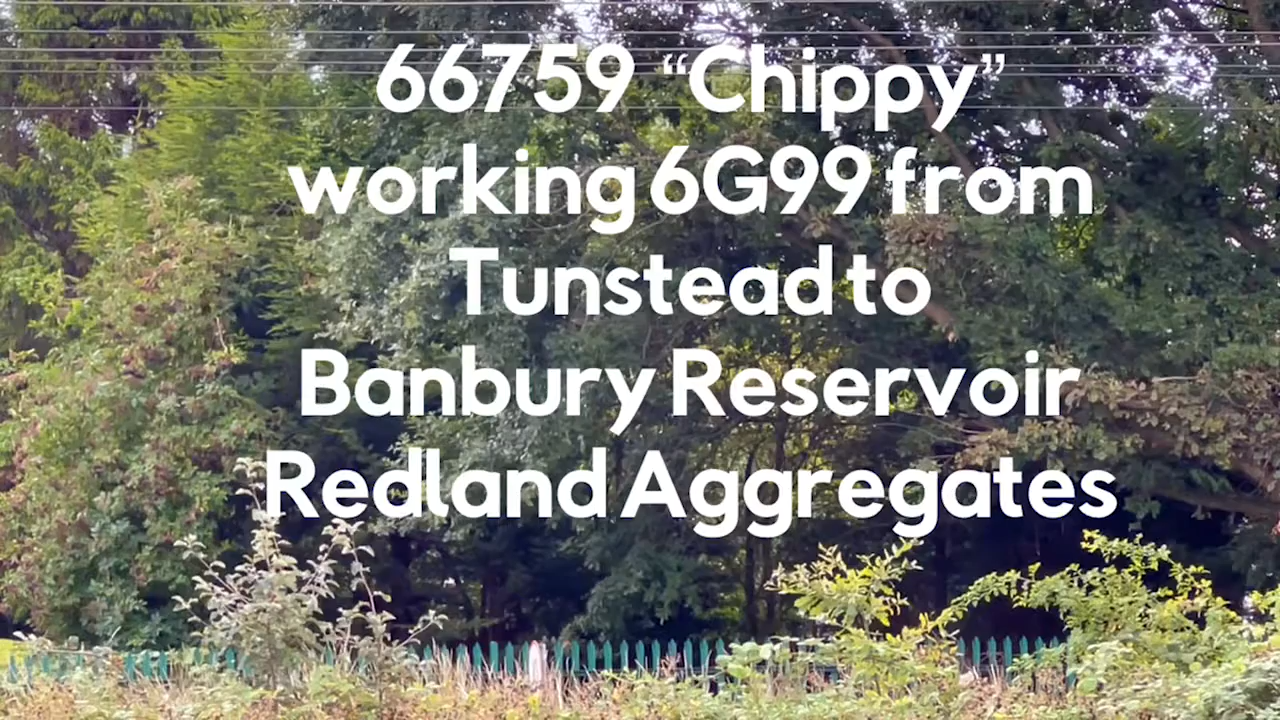 66759 “Chippy”
working 6G99 from
Tunstead to
Banbury Reservoir
Redland Aggregates